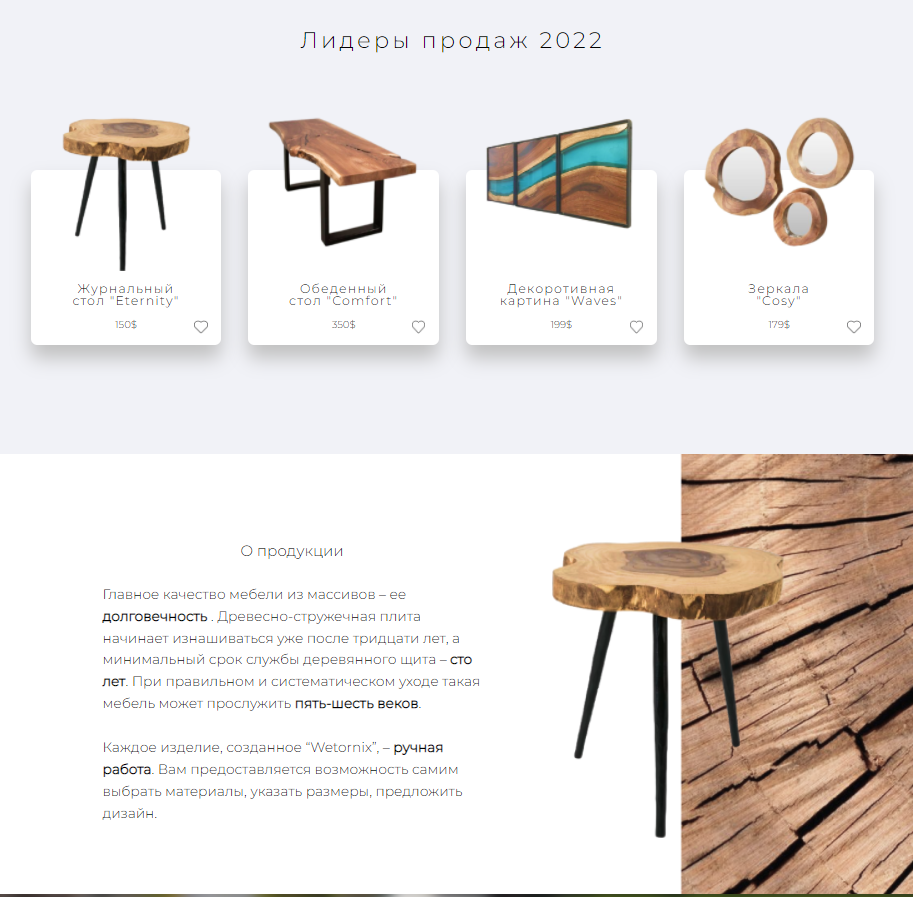 Лидеры продаж 2022
Журнальный
стол "Eternity"
150$
Обеденный
стол "Comfort"
350$
Декоротивная
картина "Waves"
199$
Зеркала
"Cosy"
179$
О продукции
Главное качество мебели из массивов – ее
долговечность . Древесно-стружечная плита
начинает изнашиваться уже после тридцати лет, а
минимальный срок службы деревянного щита – сто
лет. При правильном и систематическом уходе такая
мебель может прослужить пять-шесть веков.
Каждое изделие, созданное “Wetornix”, – ручная
работа. Вам предоставляется возможность самим
выбрать материалы, указать размеры, предложить
дизайн.